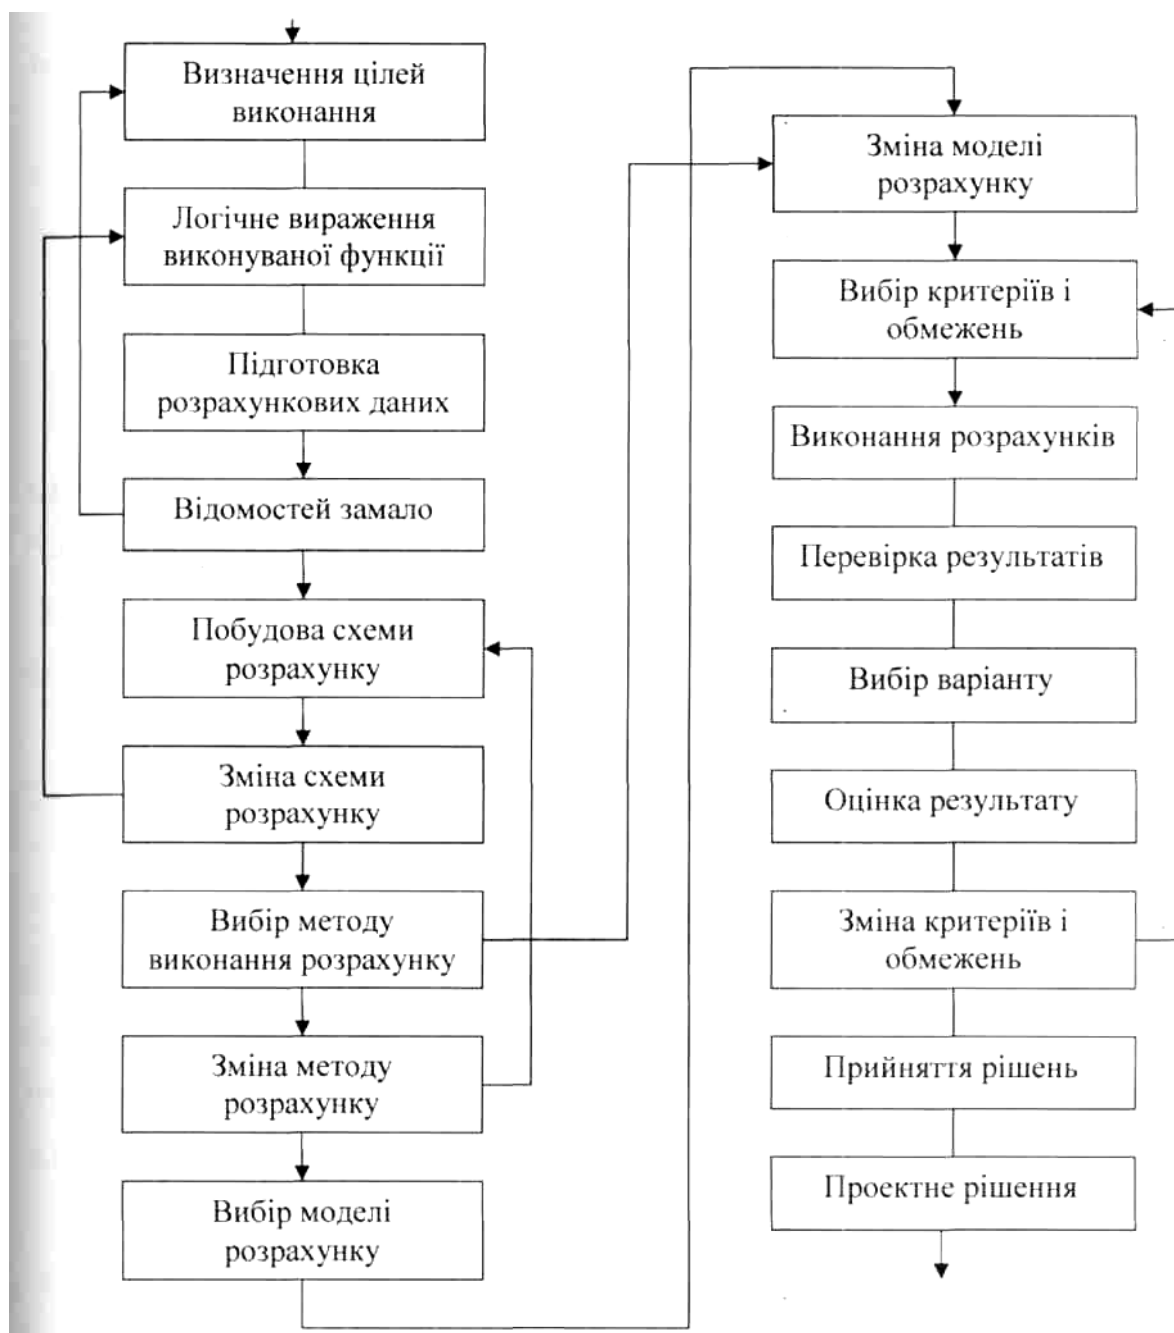 Визначення цілей
виконання
Логічне вираження
виконуваної функції
Підготовка
розрахункових даних
Відомостей замало
Побудова схеми
розрахунку
Зміна схеми
розрахунку
Вибір методу
виконання розрахунку
Зміна методу
розрахунку
Вибір моделі
розрахунку
Зміна моделі
розрахунку
Вибір критеріїв і
обмежень
Виконання розрахунків
Перевірка результатів
Вибір варіанту
Оцінка результату
Зміна критеріїв і
обмежень
Прийняття рішень
Проектне рішення